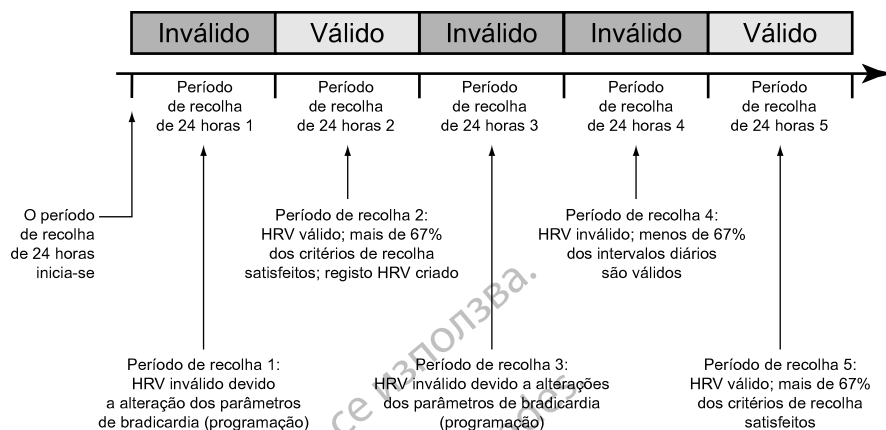 Inválido Válido Inválido Inválido Válido
Período
de recolha
de 24 horas 1
Período
de recolha
de 24 horas 2
Período
de recolha
de 24 horas 3
Período
de recolha
de 24 horas 4
Período
de recolha
de 24 horas 5
O período
de recolha
de 24 horas
inicia-se
Período de recolha 2:
HRV válido; mais de 67%
dos critérios de recolha
satisfeitos; registo HRV criado
Período de recolha 4:
HRV inválido; menos de 67%
dos intervalos diários
são válidos
Período de recolha 1:
HRV inválido devido
a alteração dos parâmetros
de bradicardia (programação)
Período de recolha 3:
HRV inválido devido a alterações
dos parâmetros de bradicardia
(programação)
Período de recolha 5:
HRV válido; mais de 67%
dos critérios de recolha
satisfeitos
се използва.